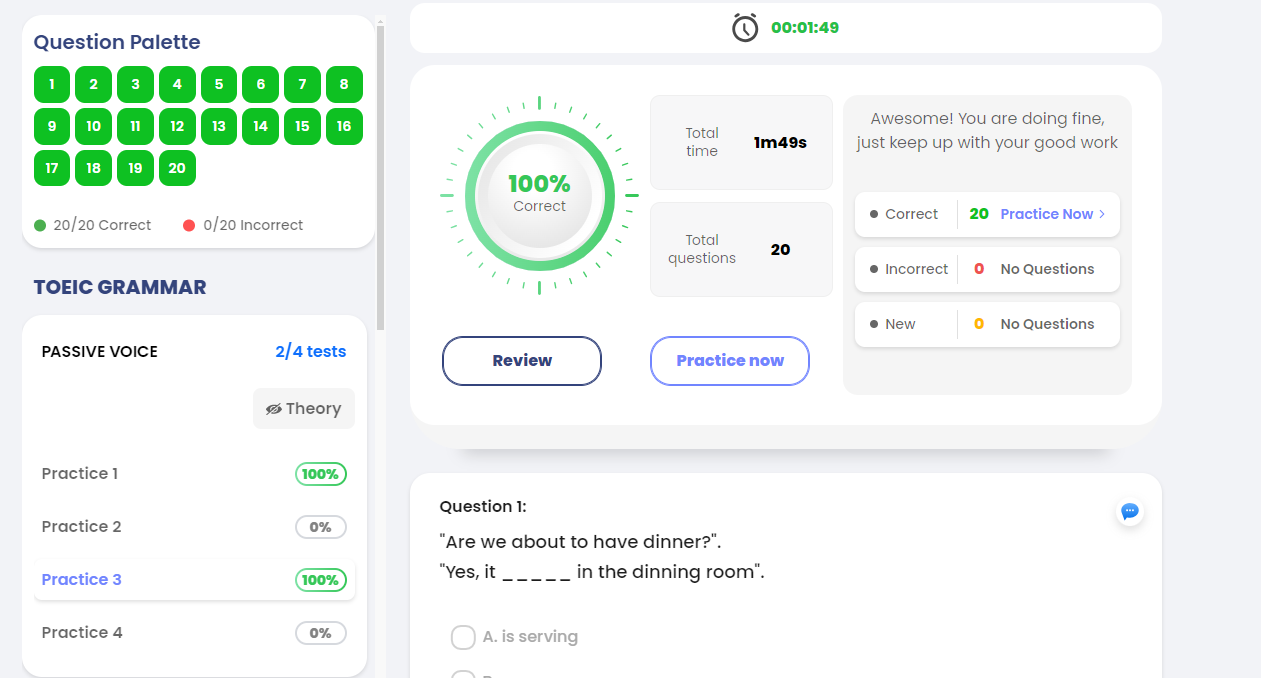 Question Palette
1 2 3 4 5 6 7 8
9 10 11 12 13 14 15 16
17 18 19 20
20/20 Correct 0/20 Incorrect
TOEIC GRAMMAR
PASSIVE VOICE 2/4 tests
Theory
Practice 1 100%
Practice 2 0%
Practice 3 100%
Practice 4 0%
00:01:49
100%
Correct
Total
time
1m49s
Total
questions
20
Review
Practice now
Awesome! You are doing fine,
just keep up with your good work
Correct 20 Practice Now
Incorrect 0 No Questions
New 0 No Questions
Question 1:
"Are we about to have dinner?".
"Yes, it _____ in the dinning room".
A. is serving